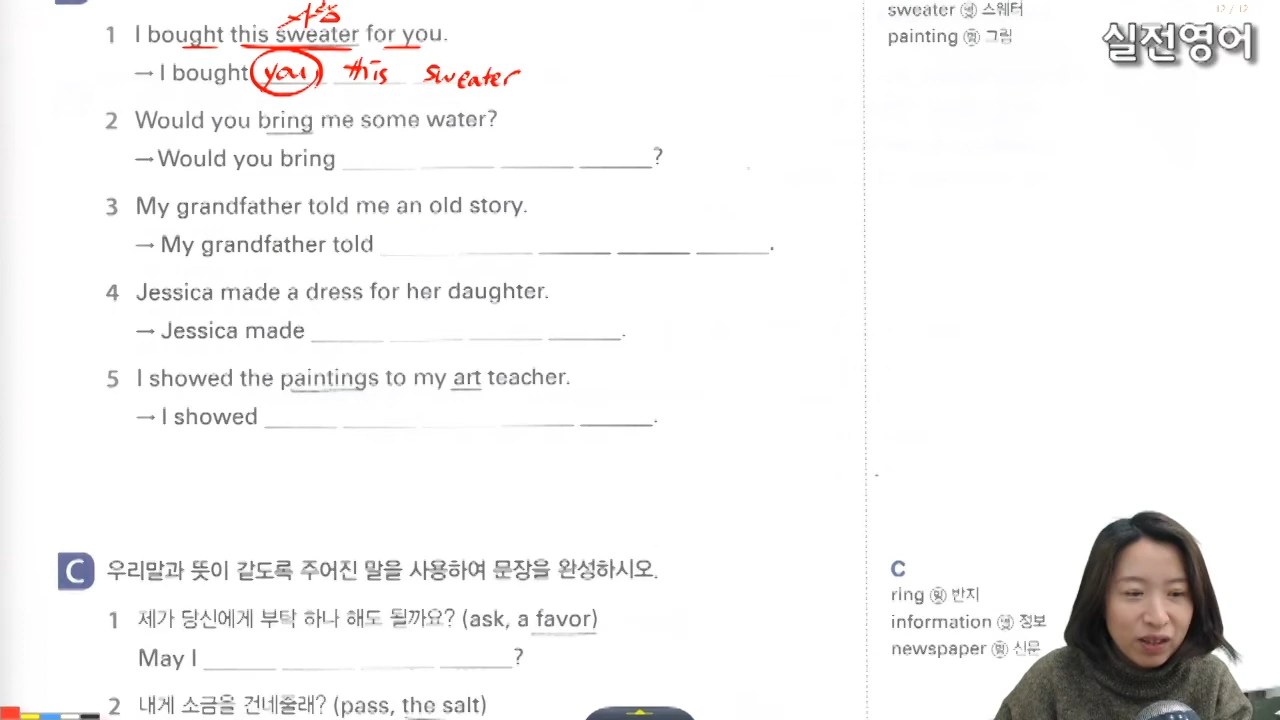 1 I bought this sweater for you.
→ I bought you this sweater
2 Would you bring me some water?
→ Would you bring ?
3 My grandfather told me an old story.
→ My grandfather told .
4 Jessica made a dress for her daughter.
→ Jessica made .
5 I showed the paintings to my art teacher.
→ I showed .
C 우리말과 뜻이 같도록 주어진 말을 사용하여 문장을 완성하시오.
1 제가 당신에게 부탁 하나 해도 될까요? (ask, a favor)
May I ?
2 내게 소금을 건네줄래? (pass, the salt)
12 / 12
sweater 명 스웨터
painting 명 그림
실전영어
C
ring 명 반지
information 명 정보
newspaper 명 신문